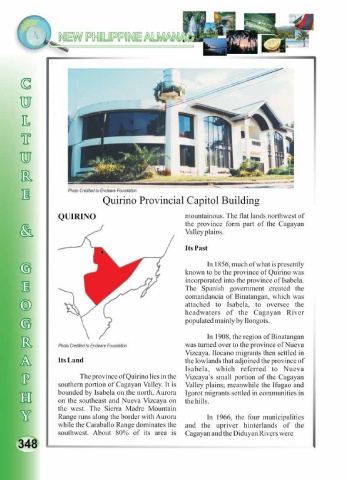 NEW PHILIPPINE ALMANAC
CULTURE
&
GEOGRAPHY
Photo Credited to Encleave Foundation
Quirino Provincial Capitol Building
QUIRINO
Photo Credited to Encleave Foundation
Its Land
The province of Quirino lies in the
southern portion of Cagayan Valley. It is
bounded by Isabela on the north, Aurora
on the southeast and Nueva Vizcaya on
the west. The Sierra Madre Mountain
Range runs along the border with Aurora
while the Caraballo Range dominates the
southwest. About 80% of its area is
mountainous. The flat lands northwest of
the province form part of the Cagayan
Valley plains.
Its Past
In 1856, much of what is presently
known to be the province of Quirino was
incorporated into the province of Isabela.
The Spanish government created the
comandancia of Binatangan, which was
attached to Isabela, to oversee the
headwaters of the Cagayan River
populated mainly by Ilongots.
In 1908, the region of Binatangan
was turned over to the province of Nueva
Vizcaya. Ilocano migrants then settled in
the lowlands that adjoined the province of
Isabela, which referred to Nueva
Vizcaya's small portion of the Cagayan
Valley plains; meanwhile the Ifugao and
Igorot migrants settled in communities in
the hills.
In 1966, the four municipalities
and the upriver hinterlands of the
Cagayan and the Diduyan Rivers were
348